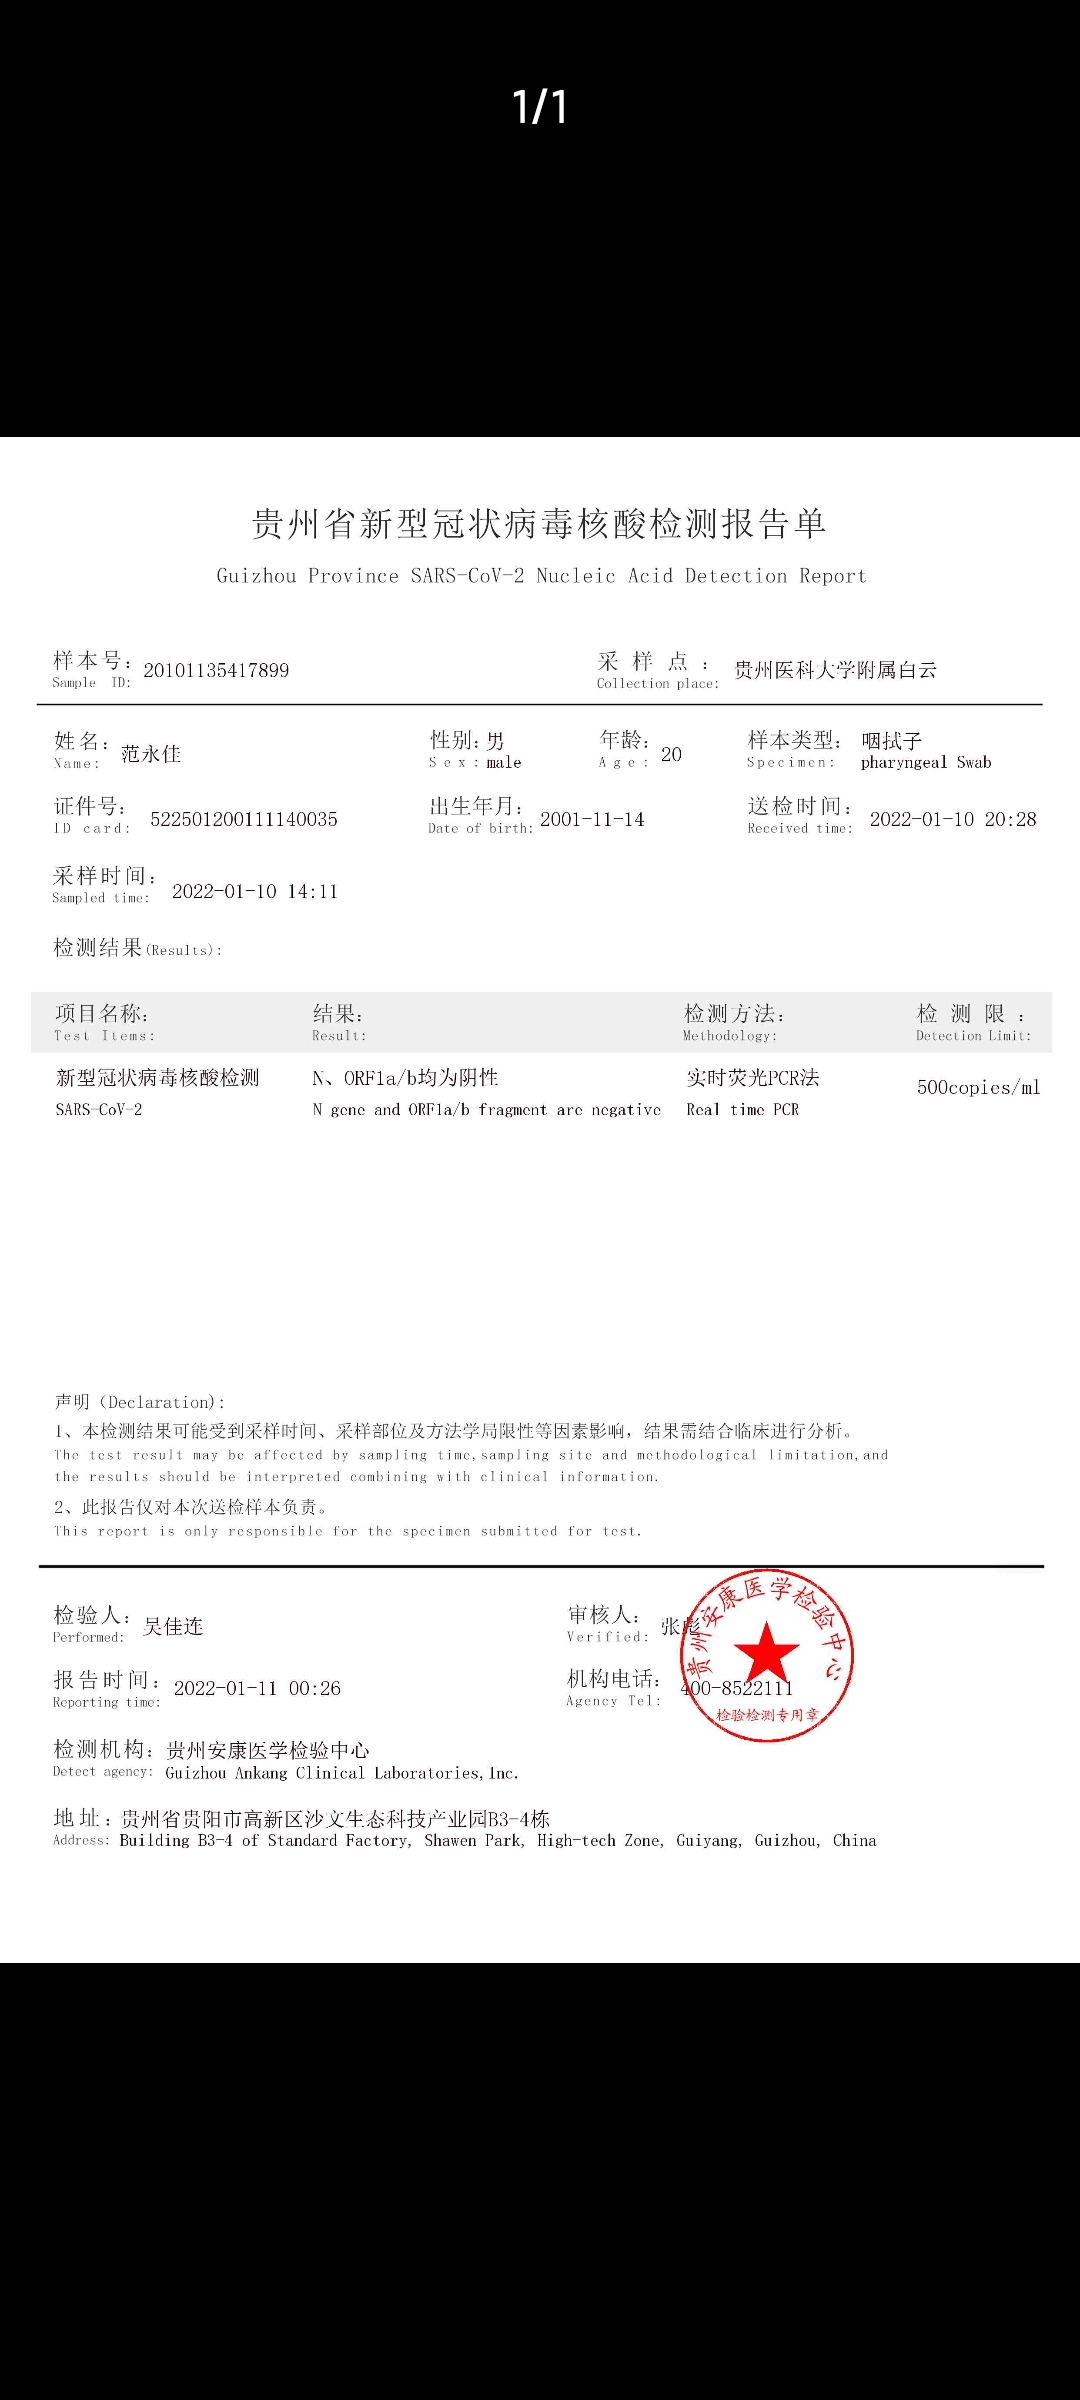 1/1
贵州省新型冠状病毒核酸检测报告单
Guizhou Province SARS-CoV-2 Nucleic Acid Detection Report
样本号: 20101135417899 采样点: 贵州医科大学附属白云
Sample ID: Collection place:
姓名: 范永佳 性别: 男 年龄: 20 样本类型: 咽拭子
Name: Sex: male Age: Specimen: pharyngeal Swab
证件号: 522501200111140035 出生年月: 2001-11-14 送检时间: 2022-01-10 20:28
ID card: Date of birth: Received time:
采样时间: 2022-01-10 14:11
Sampled time:
检测结果(Results):
项目名称: 结果: 检测方法: 检测限:
Test Items: Result: Methodology: Detection Limit:
新型冠状病毒核酸检测 N、ORF1a/b均为阴性 实时荧光PCR法 500copies/ml
SARS-CoV-2 N gene and ORF1a/b fragment are negative Real time PCR
声明（Declaration):
1、本检测结果可能受到采样时间、采样部位及方法学局限性等因素影响，结果需结合临床进行分析。
The test result may be affected by sampling time,sampling site and methodological limitation,and
the results should be interpreted combining with clinical information.
2、此报告仅对本次送检样本负责。
This report is only responsible for the specimen submitted for test.
检验人: 吴佳连 审核人: 张彪
Performed: Verified:
报告时间: 2022-01-11 00:26 机构电话: 400-8522111
Reporting time: Agency Tel:
贵州安康医学检验中心
检验检测专用章
检测机构: 贵州安康医学检验中心
Detect agency: Guizhou Ankang Clinical Laboratories,Inc.
地址: 贵州省贵阳市高新区沙文生态科技产业园B3-4栋
Address: Building B3-4 of Standard Factory, Shawen Park, High-tech Zone, Guiyang, Guizhou, China